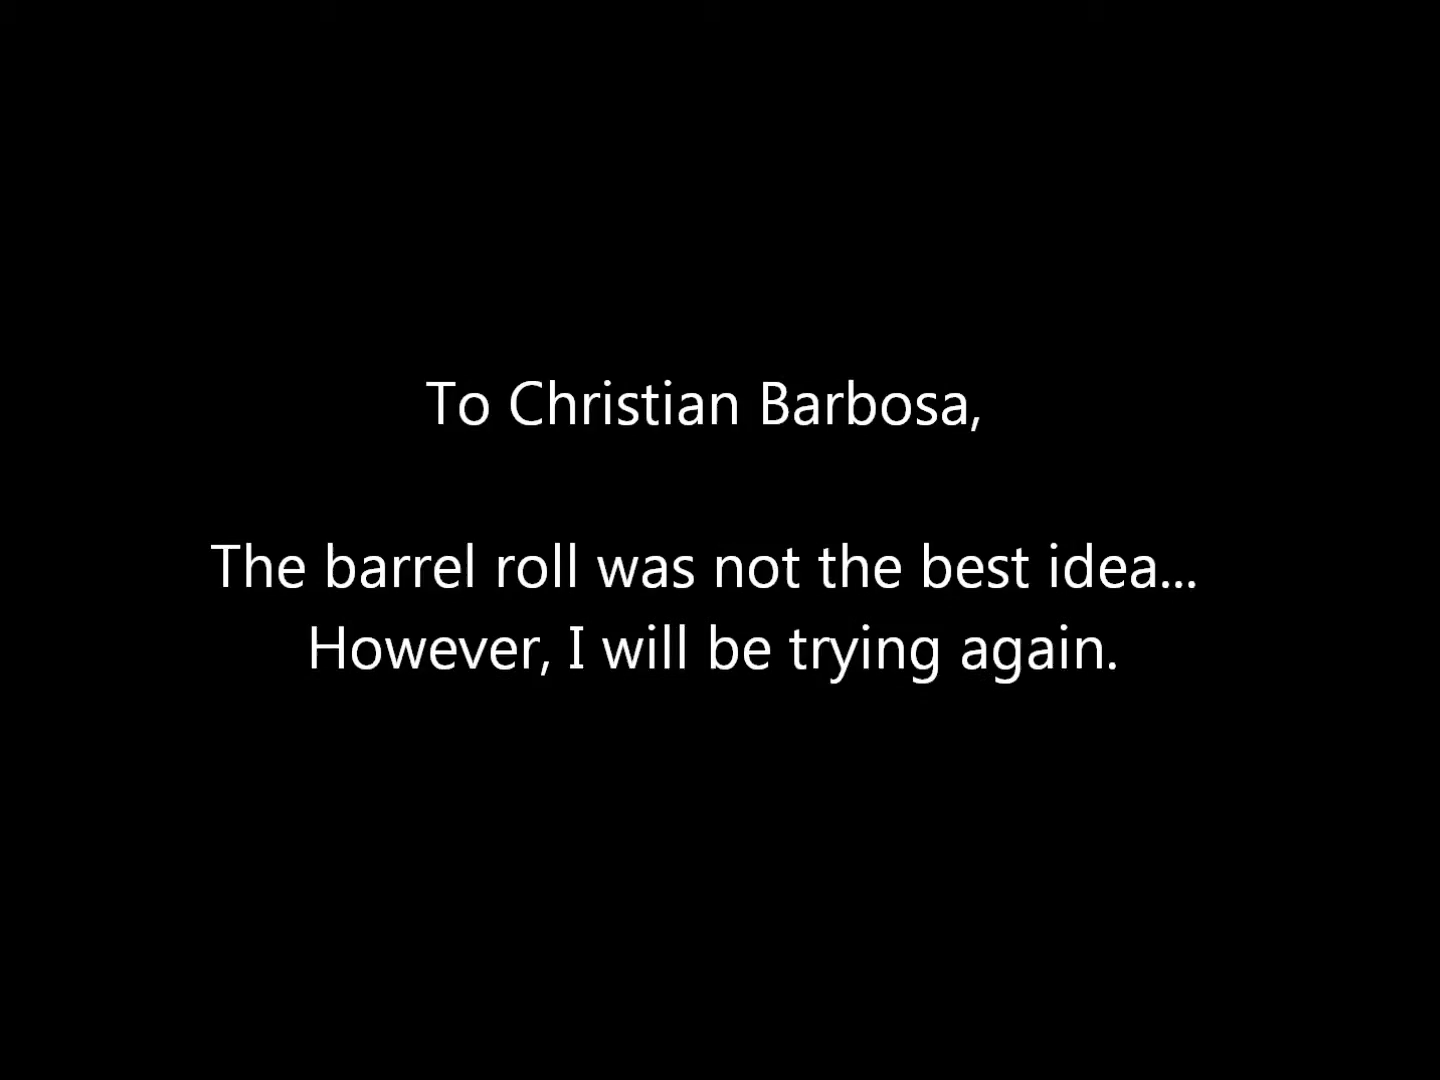 To Christian Barbosa,
The barrel roll was not the best idea...
However, I will be trying again.